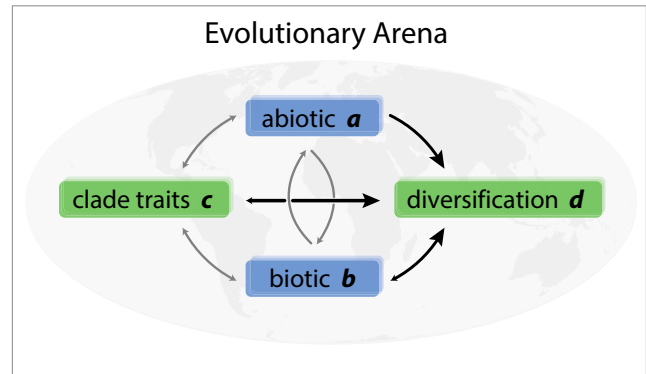 Evolutionary Arena
abiotic a
clade traits c
diversification d
biotic b